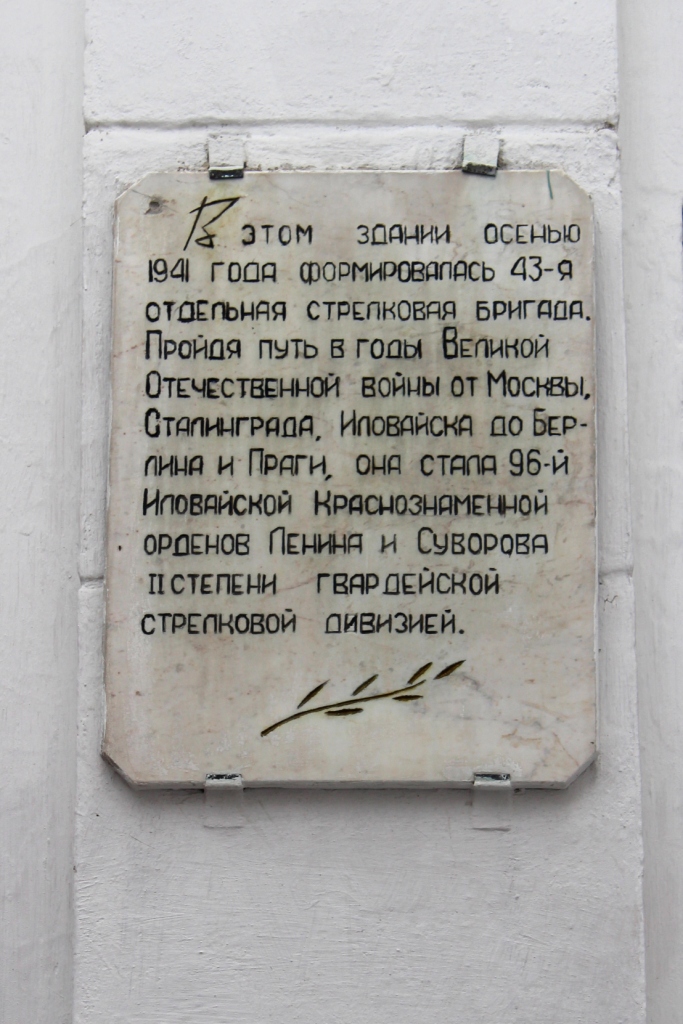 В этом здании осенью
1941 года формировалась 43-я
отдельная стрелковая бригада.
Пройдя путь в годы Великой
Отечественной войны от Москвы,
Сталинграда, Иловайска до Бер-
лина и Праги, она стала 96-й
Иловайской Краснознаменной
орденов Ленина и Суворова
II степени гвардейской
стрелковой дивизией.